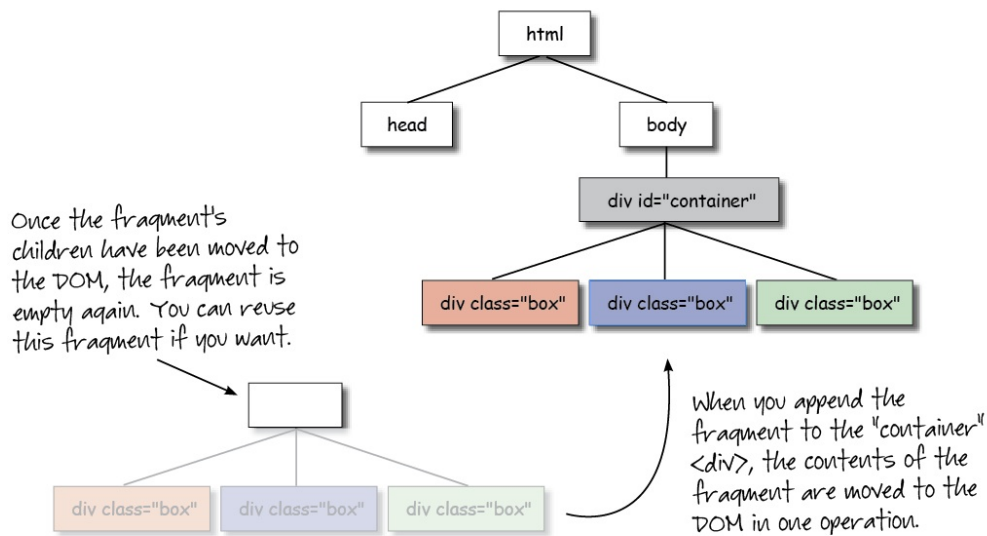 html
head
body
div id="container"
Once the fragment's
children have been moved to
the DOM, the fragment is
empty again. You can reuse
this fragment if you want.
div class="box"
div class="box"
div class="box"
When you append the
fragment to the "container"
<div>, the contents of the
fragment are moved to the
DOM in one operation.
div class="box"
div class="box"
div class="box"